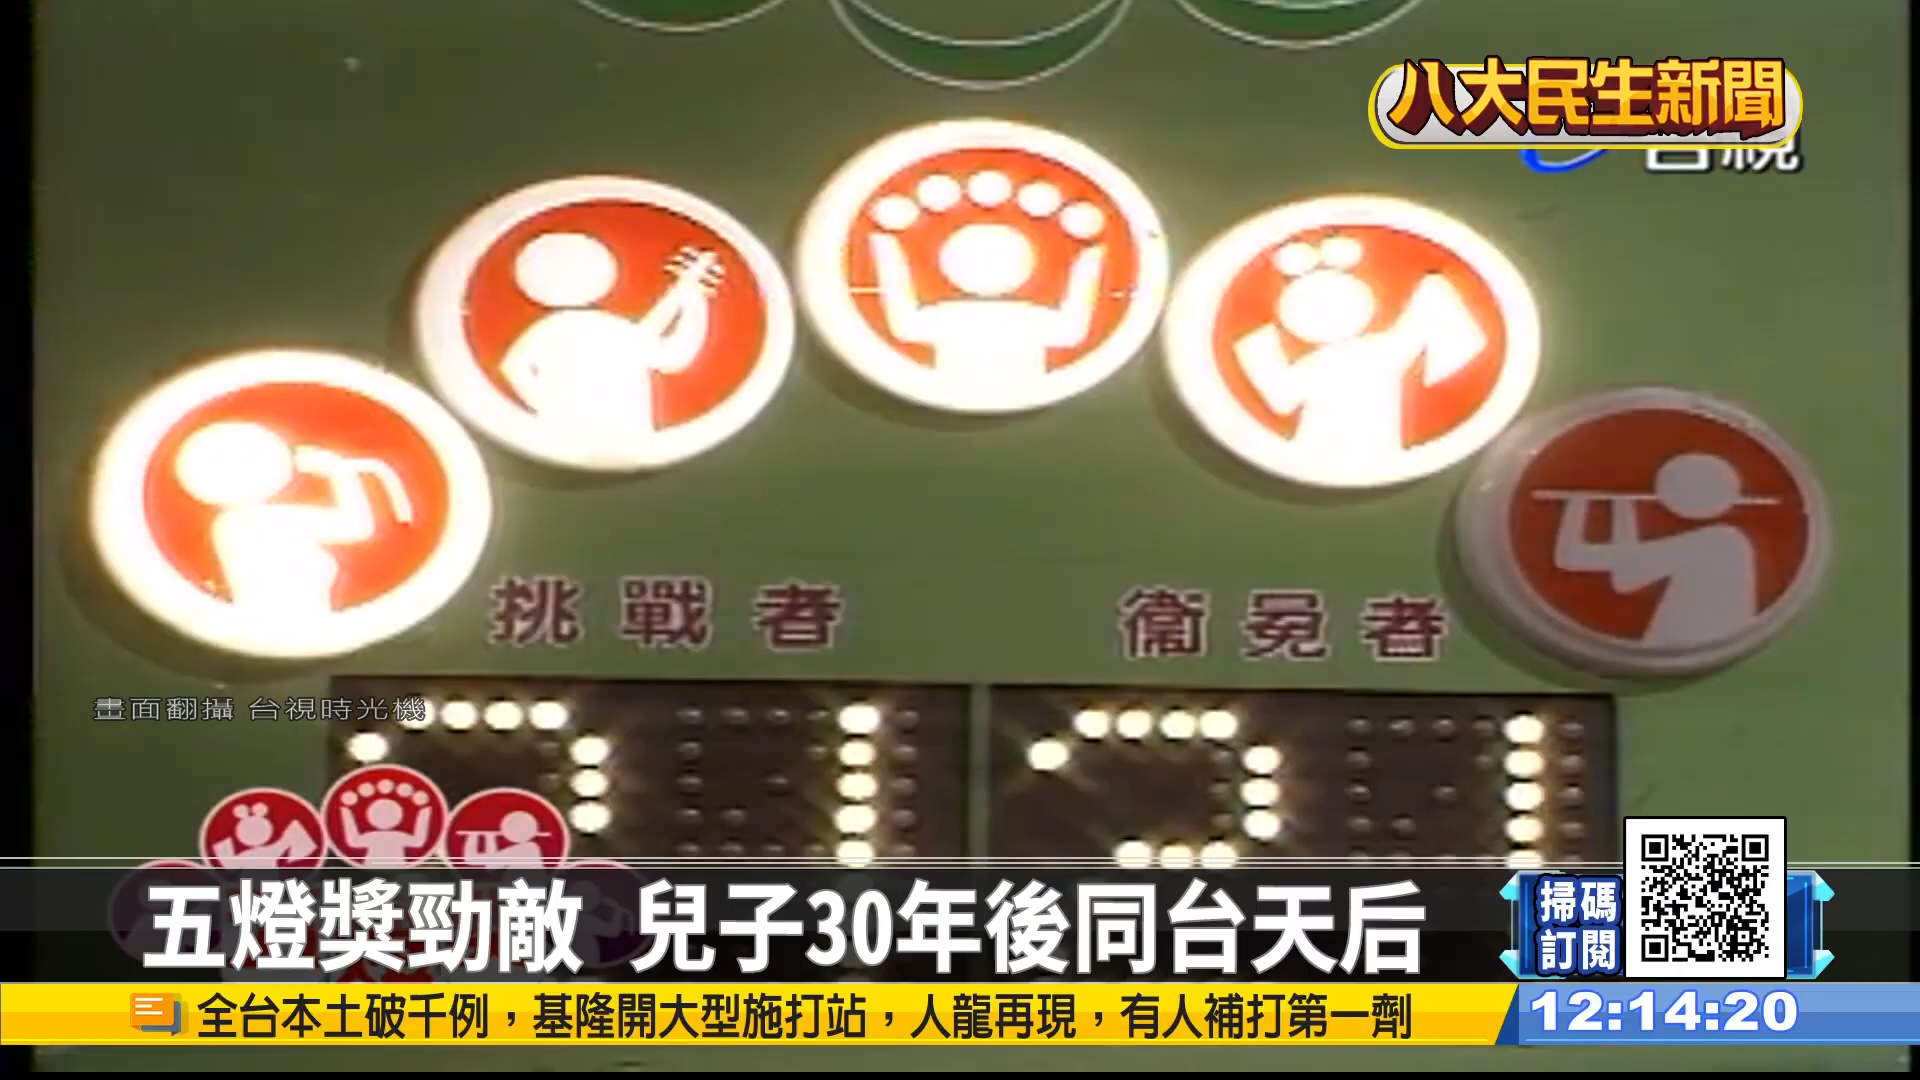 八大民生新聞
台視
挑戰者 衛冕者
畫面翻攝 台視時光機
五燈獎勁敵 兒子30年後同台天后
掃碼
訂閱
全台本土破千例，基隆開大型施打站，人龍再現，有人補打第一劑
12:14:20